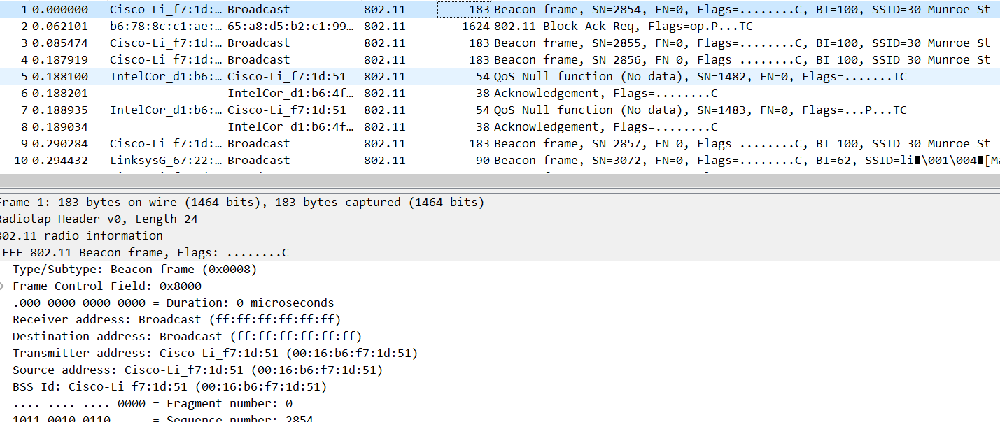 1 0.000000 Cisco-Li_f7:1d:… Broadcast 802.11 183 Beacon frame, SN=2854, FN=0, Flags=........C, BI=100, SSID=30 Munroe St
2 0.062101 b6:78:8c:c1:ae:… 65:a8:d5:b2:c1:99… 802.11 1624 802.11 Block Ack Req, Flags=op.P...TC
3 0.085474 Cisco-Li_f7:1d:… Broadcast 802.11 183 Beacon frame, SN=2855, FN=0, Flags=........C, BI=100, SSID=30 Munroe St
4 0.187919 Cisco-Li_f7:1d:… Broadcast 802.11 183 Beacon frame, SN=2856, FN=0, Flags=........C, BI=100, SSID=30 Munroe St
5 0.188100 IntelCor_d1:b6:… Cisco-Li_f7:1d:51 802.11 54 QoS Null function (No data), SN=1482, FN=0, Flags=.......TC
6 0.188201 IntelCor_d1:b6:4f… 802.11 38 Acknowledgement, Flags=........C
7 0.188935 IntelCor_d1:b6:… Cisco-Li_f7:1d:51 802.11 54 QoS Null function (No data), SN=1483, FN=0, Flags=...P...TC
8 0.189034 IntelCor_d1:b6:4f… 802.11 38 Acknowledgement, Flags=........C
9 0.290284 Cisco-Li_f7:1d:… Broadcast 802.11 183 Beacon frame, SN=2857, FN=0, Flags=........C, BI=100, SSID=30 Munroe St
10 0.294432 LinksysG_67:22:… Broadcast 802.11 90 Beacon frame, SN=3072, FN=0, Flags=........C, BI=62, SSID=li∎\001\004∎[Ma
Frame 1: 183 bytes on wire (1464 bits), 183 bytes captured (1464 bits)
Radiotap Header v0, Length 24
802.11 radio information
IEEE 802.11 Beacon frame, Flags: ........C
Type/Subtype: Beacon frame (0x0008)
Frame Control Field: 0x8000
.000 0000 0000 0000 = Duration: 0 microseconds
Receiver address: Broadcast (ff:ff:ff:ff:ff:ff)
Destination address: Broadcast (ff:ff:ff:ff:ff:ff)
Transmitter address: Cisco-Li_f7:1d:51 (00:16:b6:f7:1d:51)
Source address: Cisco-Li_f7:1d:51 (00:16:b6:f7:1d:51)
BSS Id: Cisco-Li_f7:1d:51 (00:16:b6:f7:1d:51)
.... .... .... 0000 = Fragment number: 0
1011 0010 0110 .... = Sequence number: 2854